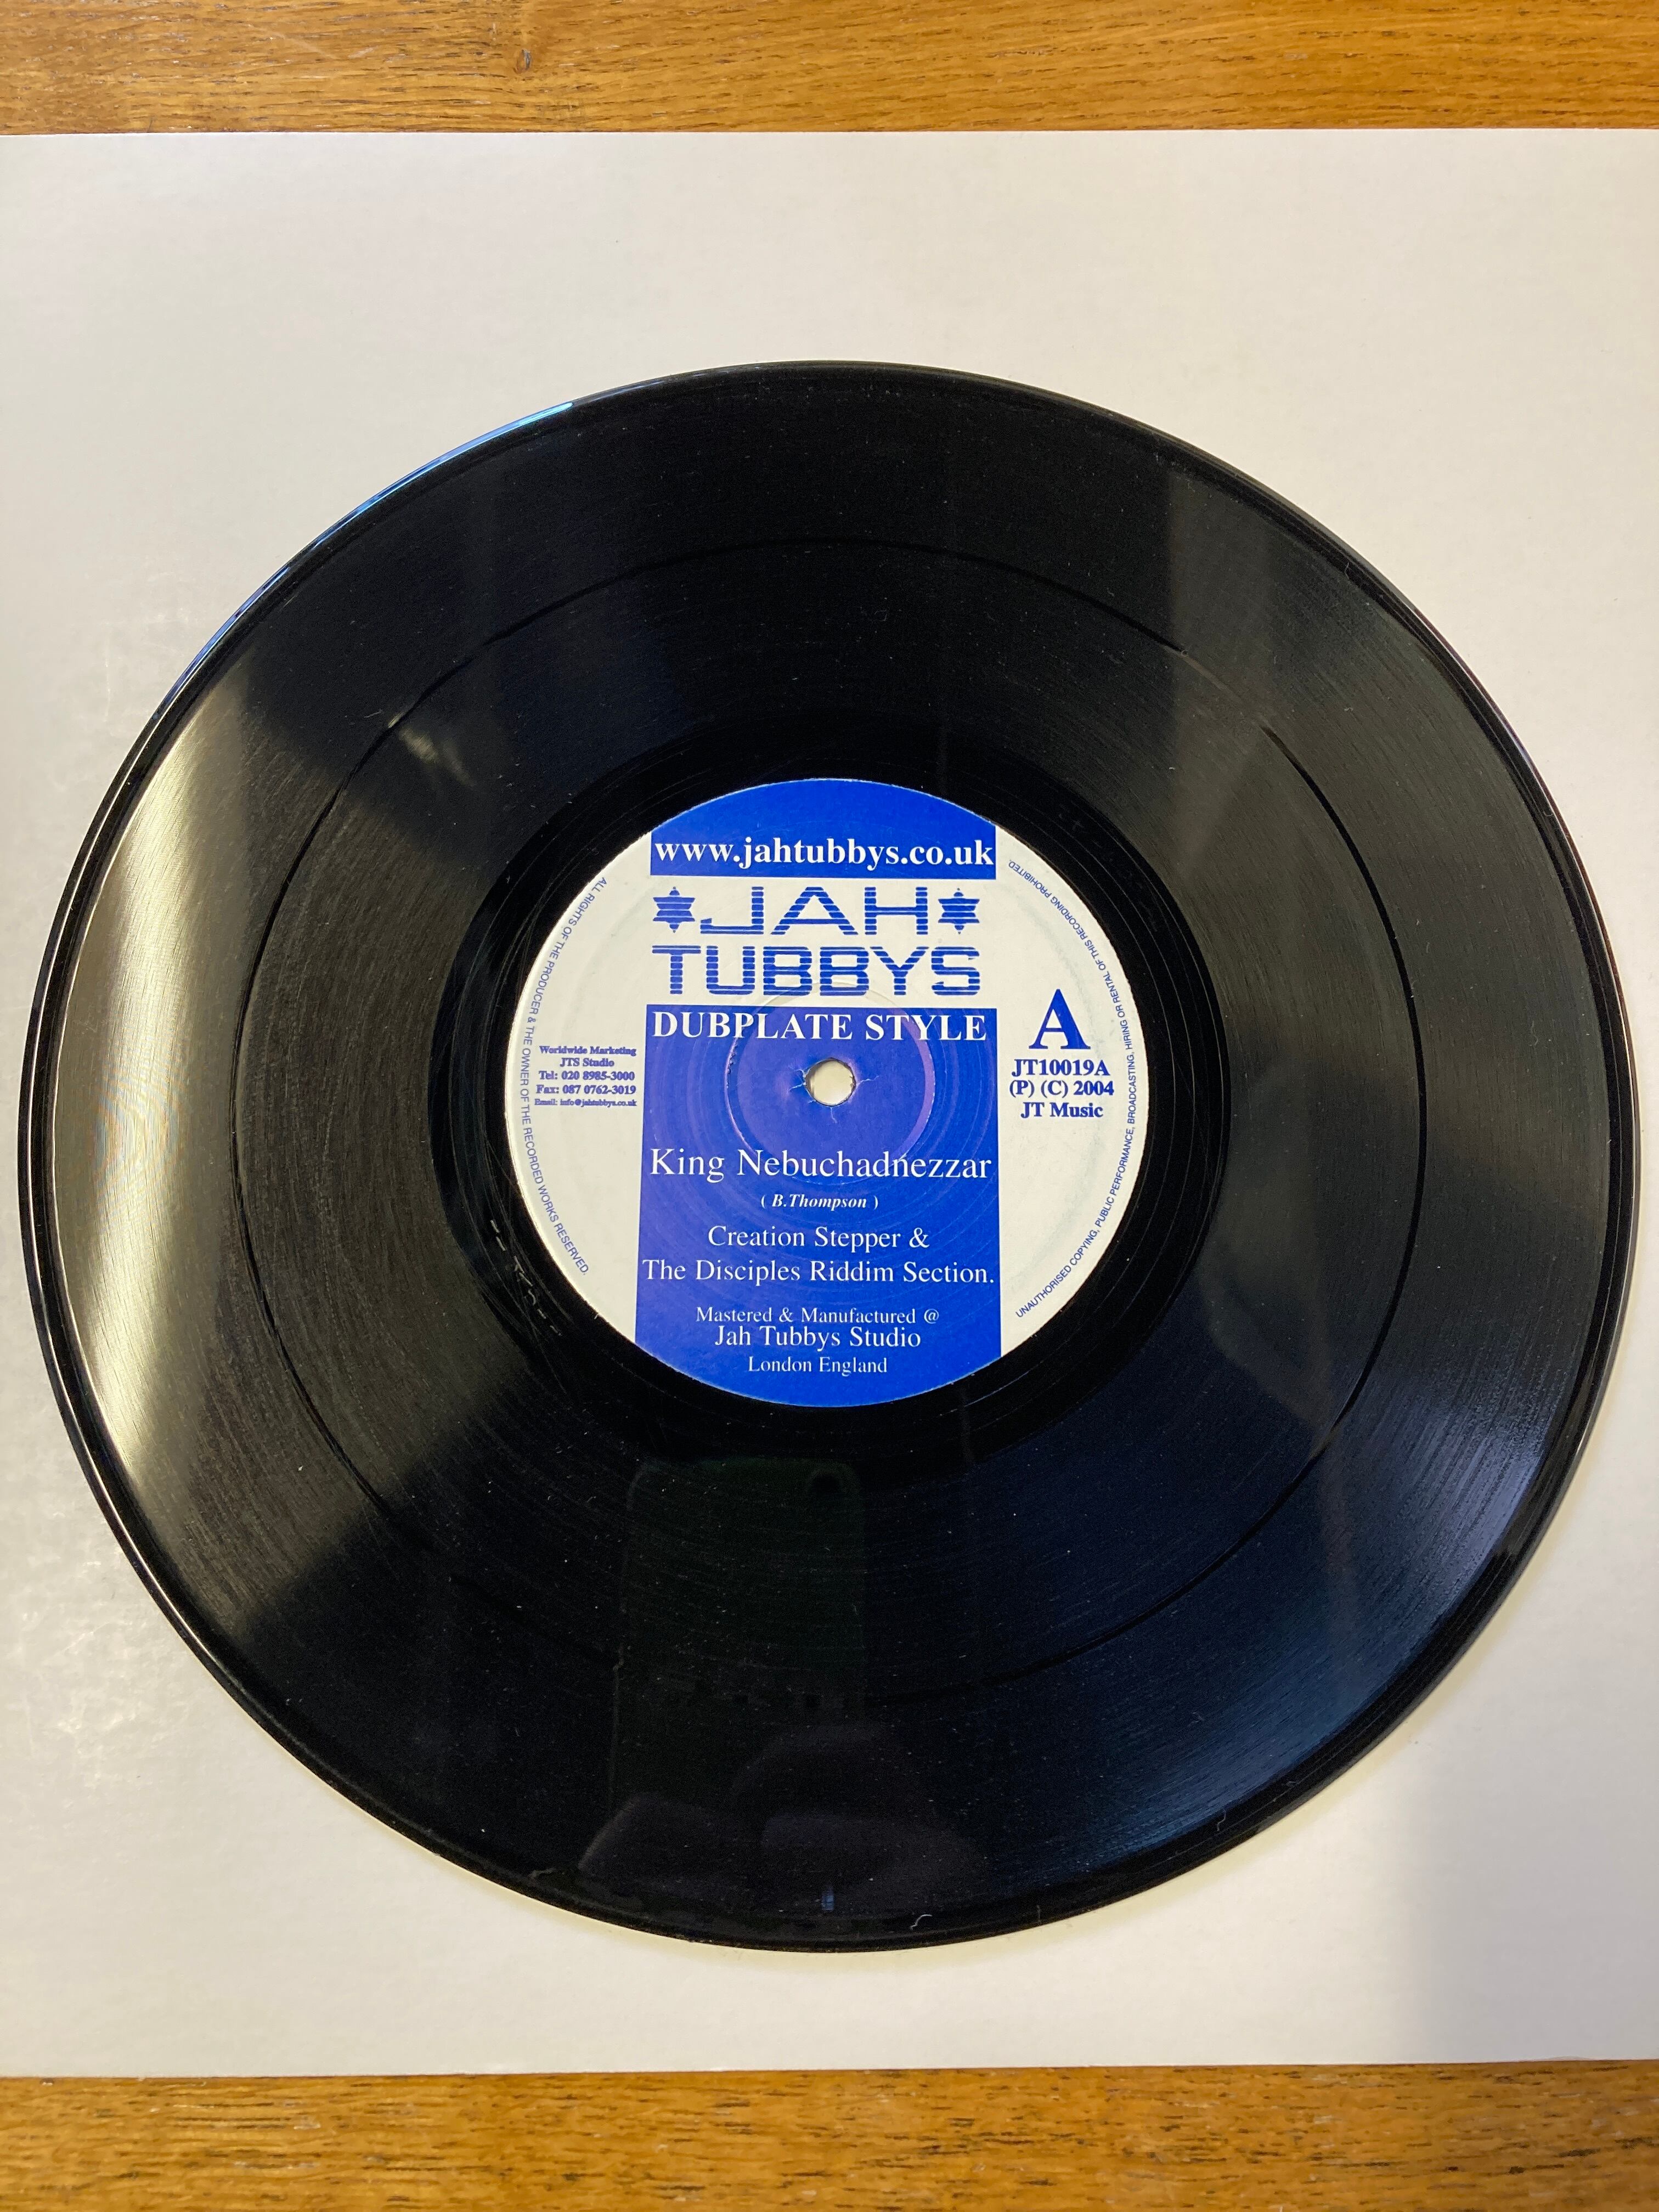 www.jahtubbys.co.uk
JAH
TUBBYS
DUBPLATE STYLE
Worldwide Marketing
JTS Studio
Tel: 020 8985-3000
Fax: 087 0762-3019
Email: info@jahtubbys.co.uk
A
JT10019A
(P) (C) 2004
JT Music
King Nebuchadnezzar
( B.Thompson )
Creation Stepper &
The Disciples Riddim Section.
Mastered & Manufactured @
Jah Tubbys Studio
London England
ALL RIGHTS OF THE PRODUCER & THE OWNER OF THE RECORDED WORKS RESERVED.
UNAUTHORISED COPYING, PUBLIC PERFORMANCE, BROADCASTING, HIRING OR RENTAL OF THIS RECORDING PROHIBITED.